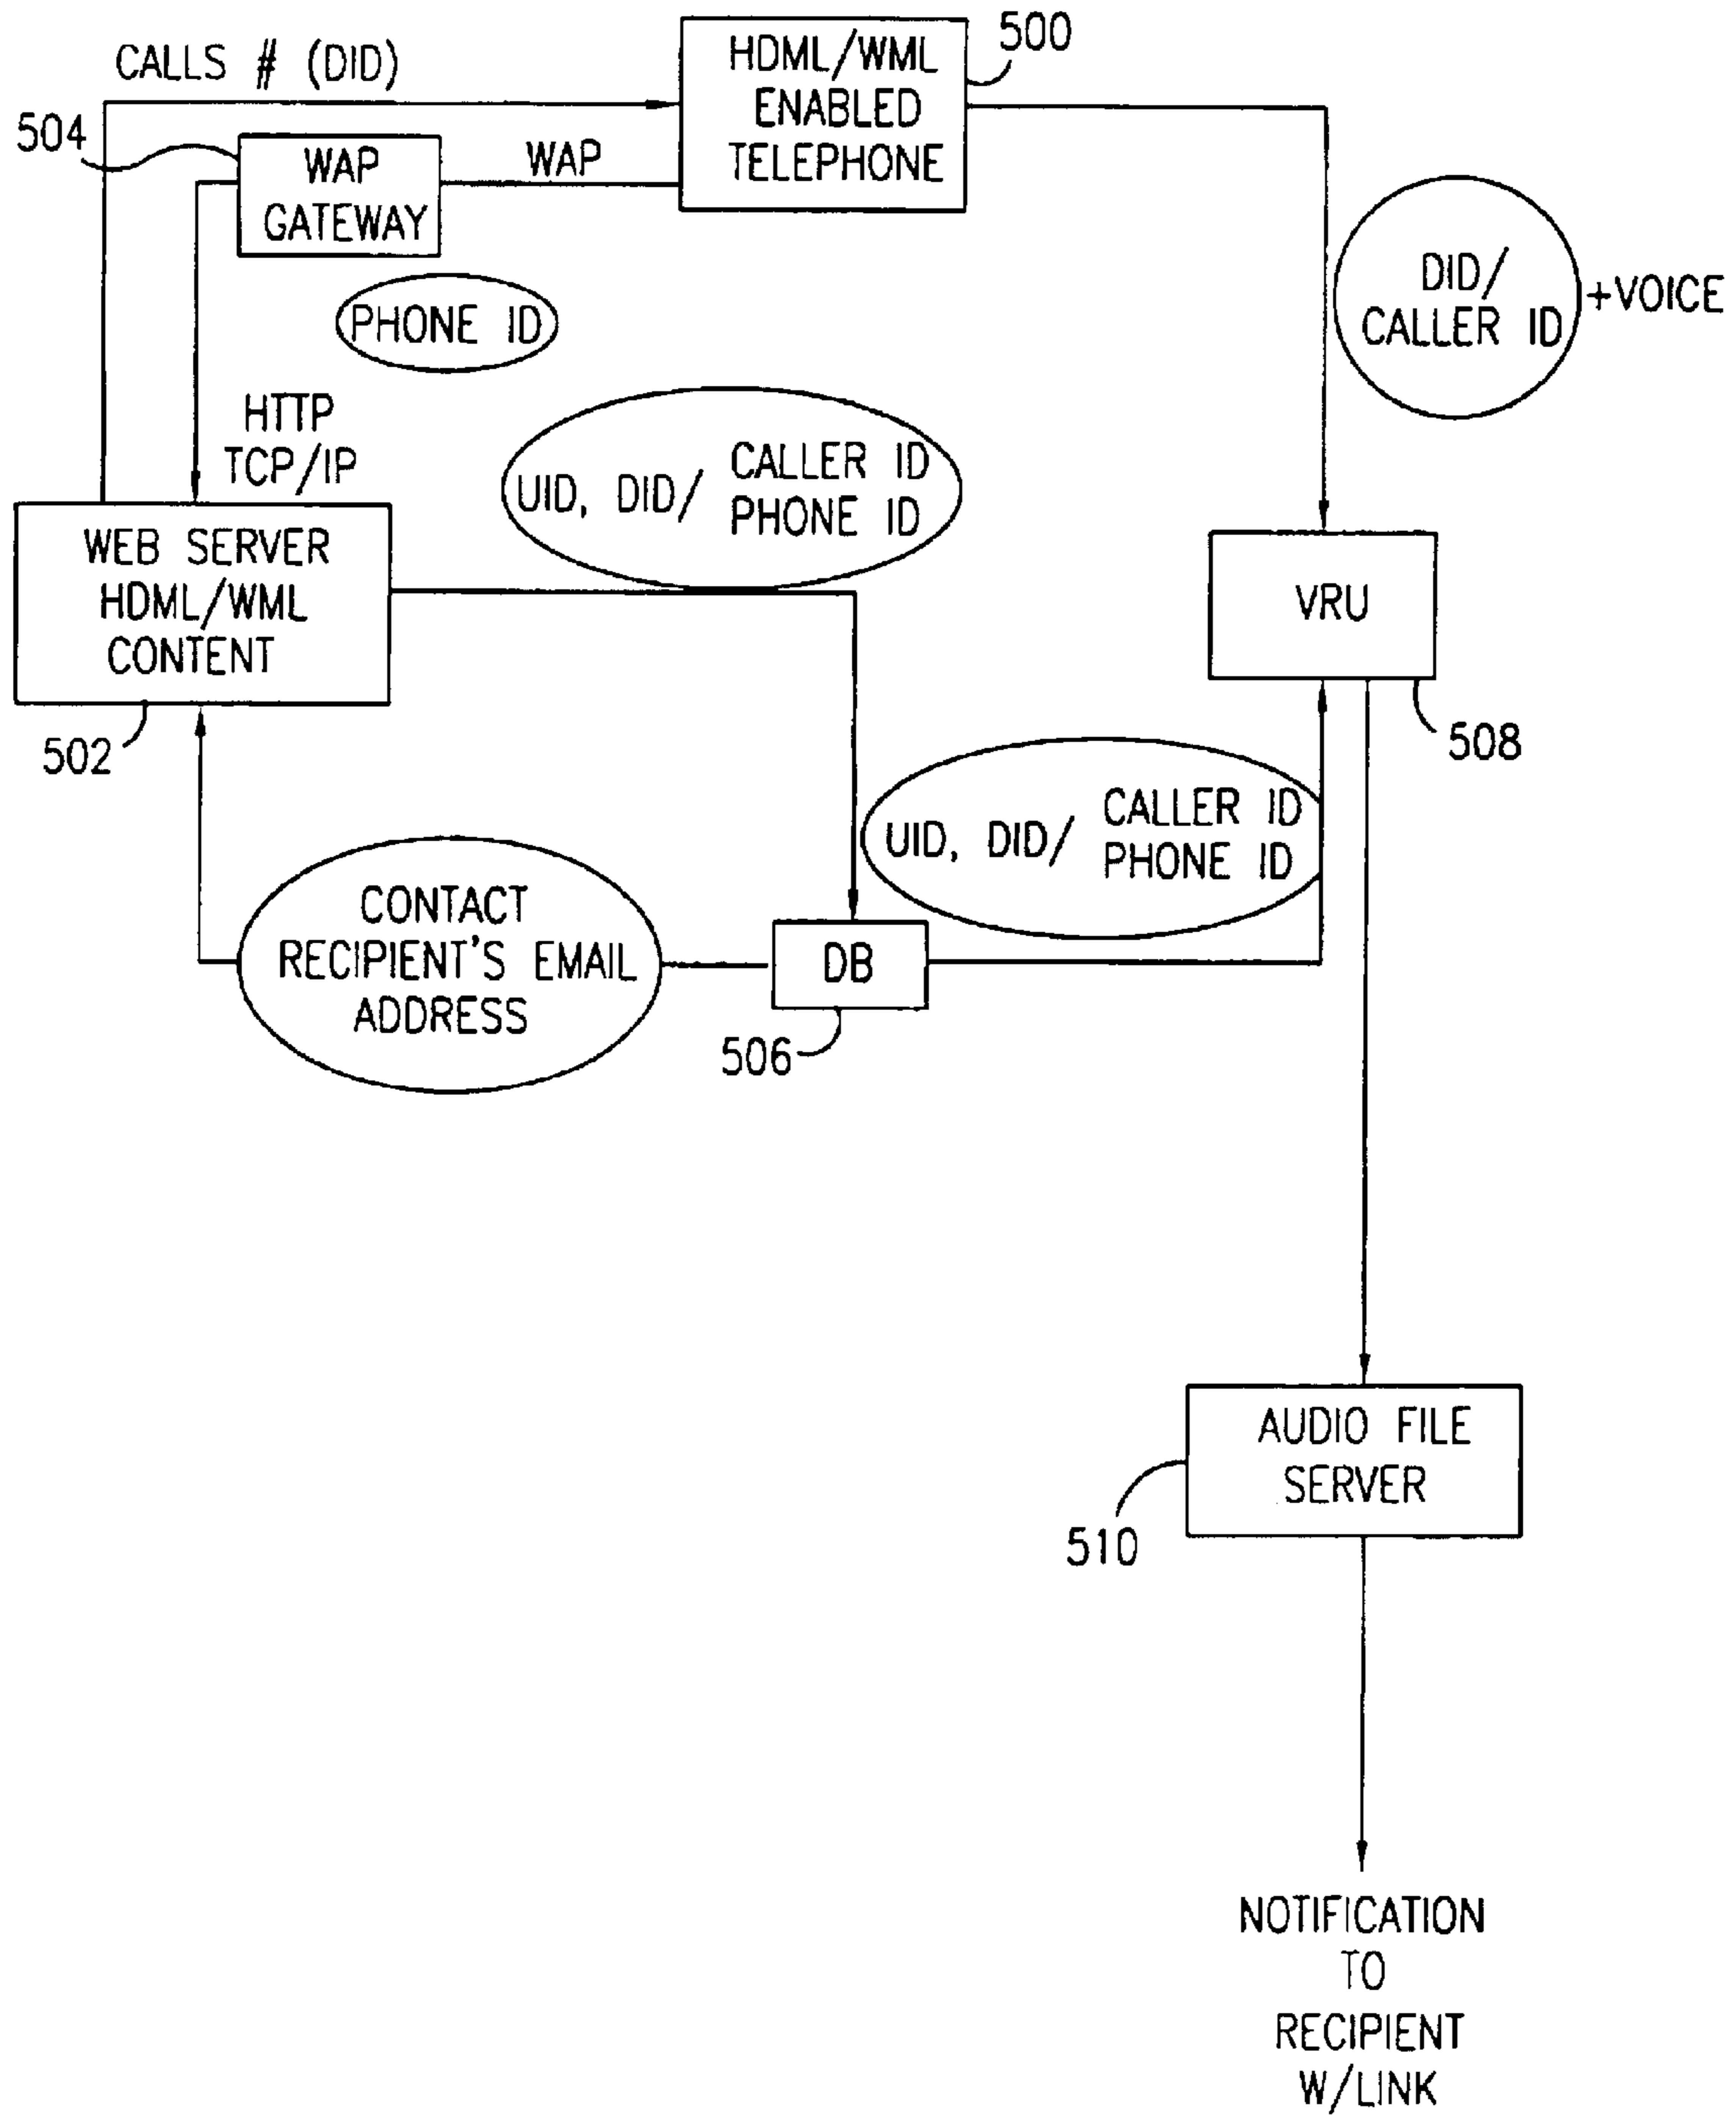 CALLS # (DID)
HDML/WML
ENABLED
TELEPHONE
500
504
WAP
GATEWAY
WAP
PHONE ID
DID/
CALLER ID
+VOICE
HTTP
TCP/IP
UID, DID/ CALLER ID
PHONE ID
WEB SERVER
HDML/WML
CONTENT
502
VRU
508
UID, DID/ CALLER ID
PHONE ID
CONTACT
RECIPIENT'S EMAIL
ADDRESS
DB
506
AUDIO FILE
SERVER
510
NOTIFICATION
TO
RECIPIENT
W/LINK